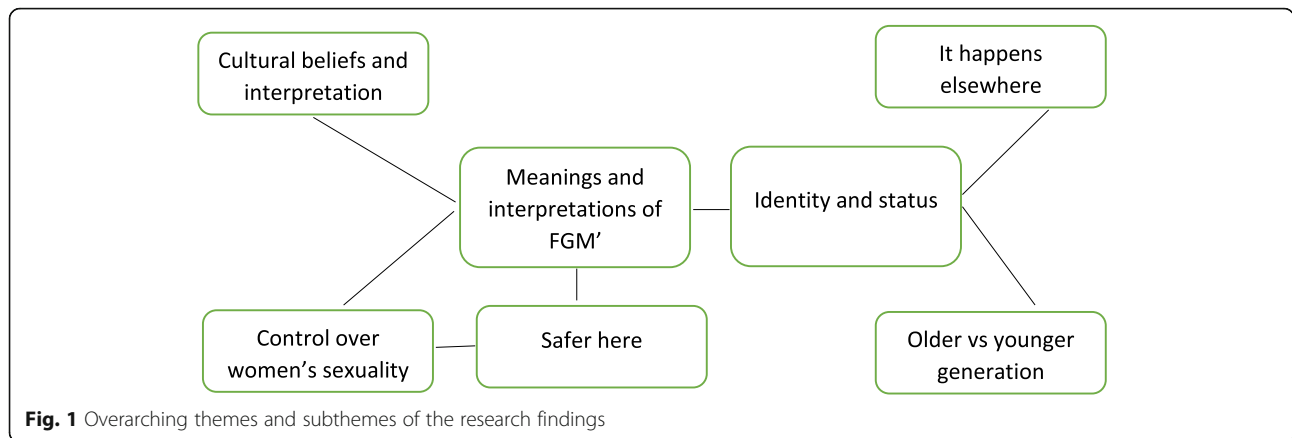 Cultural beliefs and
interpretation
It happens
elsewhere
Meanings and
interpretations of
FGM’
Identity and status
Control over
women’s sexuality
Safer here
Older vs younger
generation
Fig. 1 Overarching themes and subthemes of the research findings